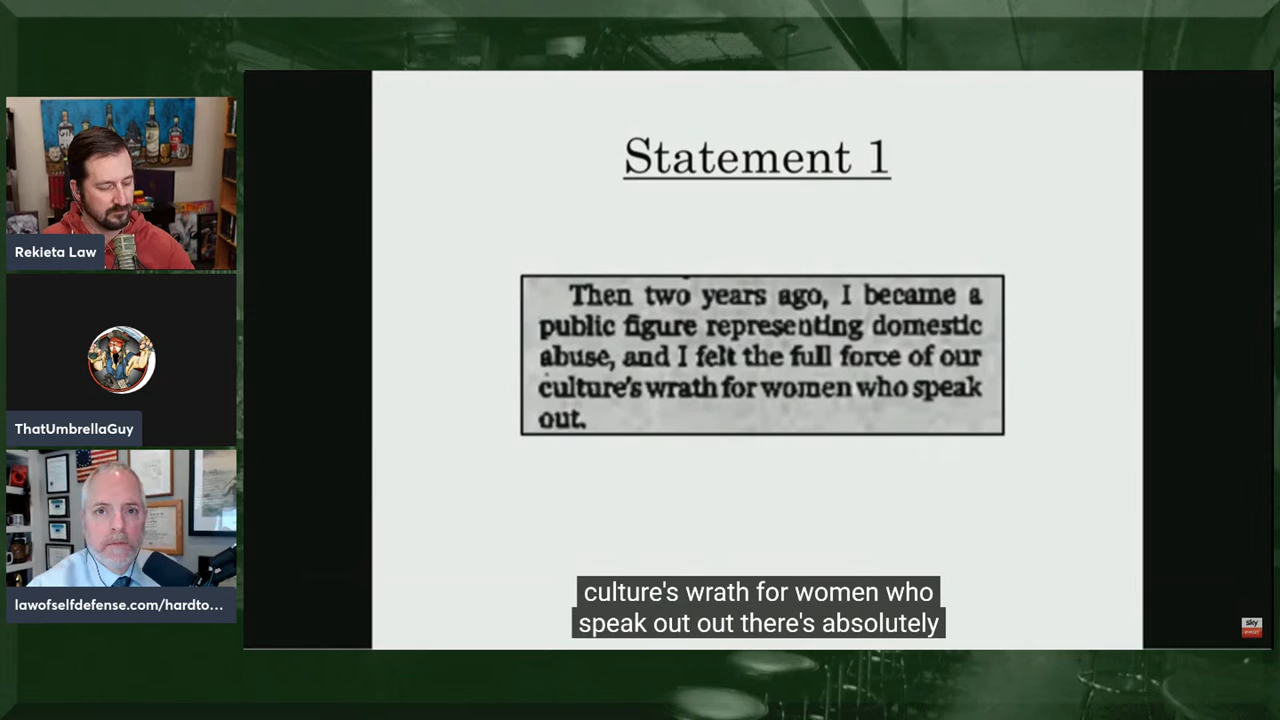 Rekieta Law
ThatUmbrellaGuy
lawofselfdefense.com/hardto...
Statement 1
Then two years ago, I became a
public figure representing domestic
abuse, and I felt the full force of our
culture's wrath for women who speak
out.
culture's wrath for women who
speak out out there's absolutely
sky